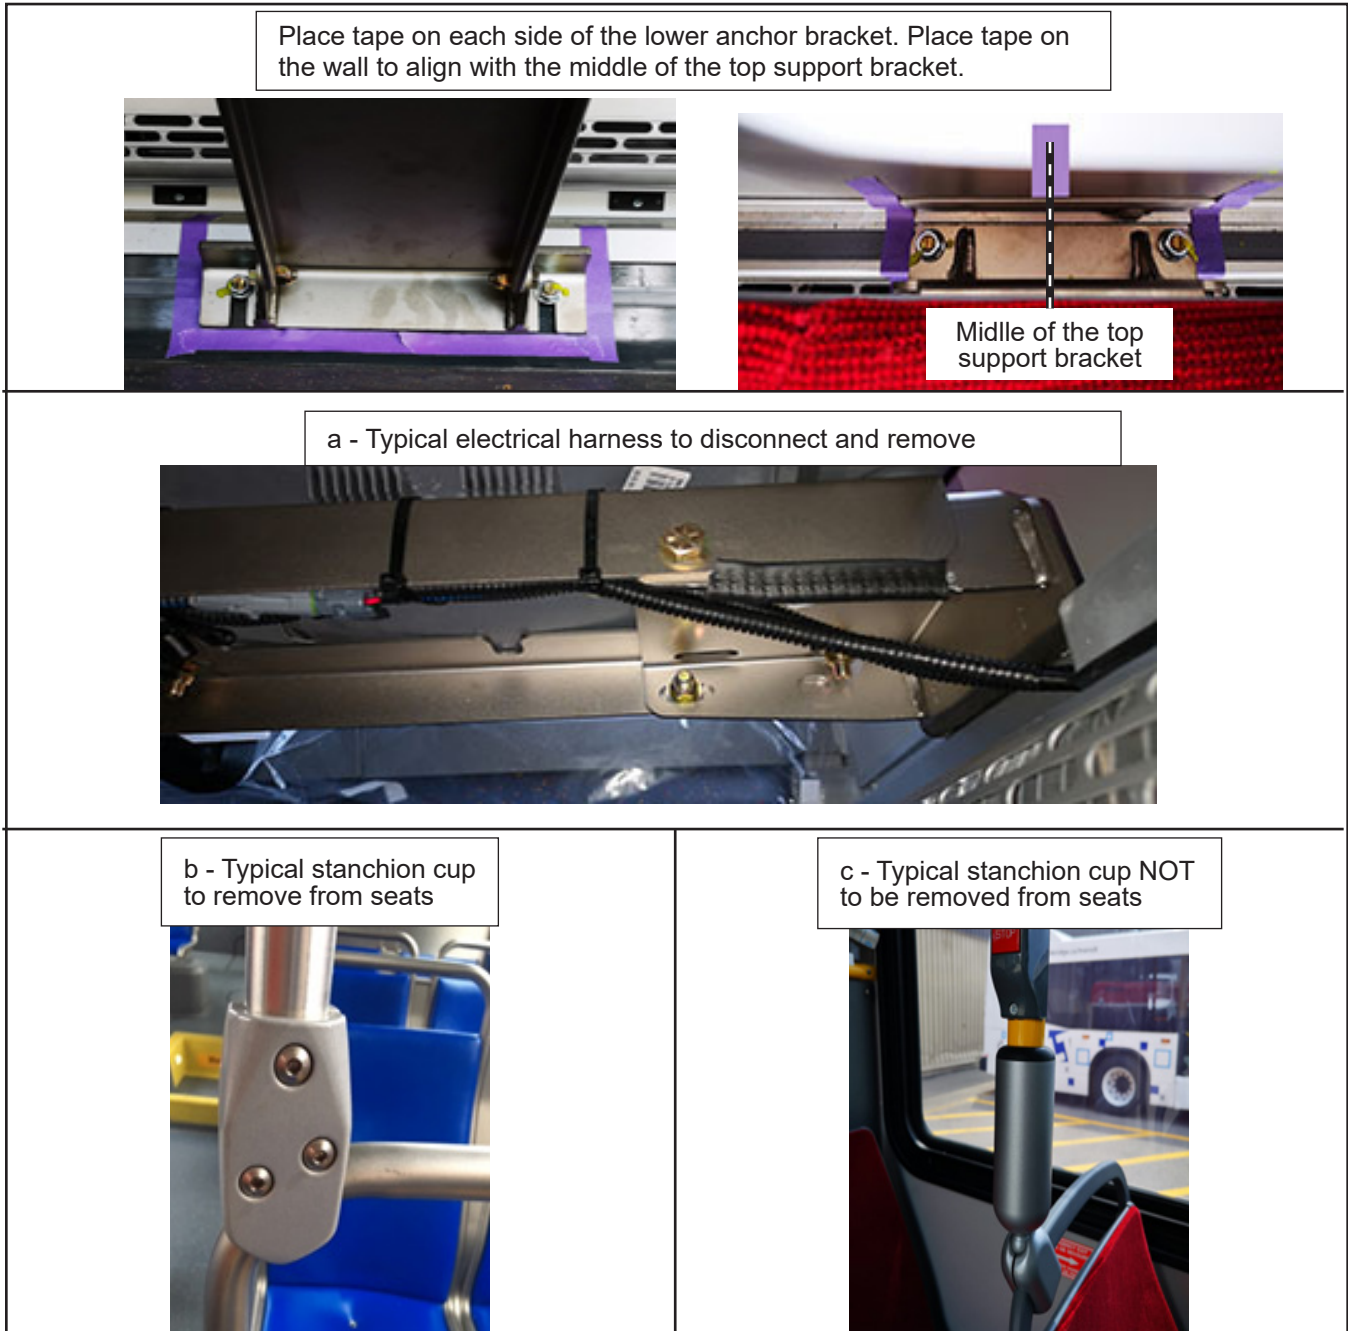 Place tape on each side of the lower anchor bracket. Place tape on
the wall to align with the middle of the top support bracket.
Midlle of the top
support bracket
a - Typical electrical harness to disconnect and remove
b - Typical stanchion cup
to remove from seats
c - Typical stanchion cup NOT
to be removed from seats
STOP